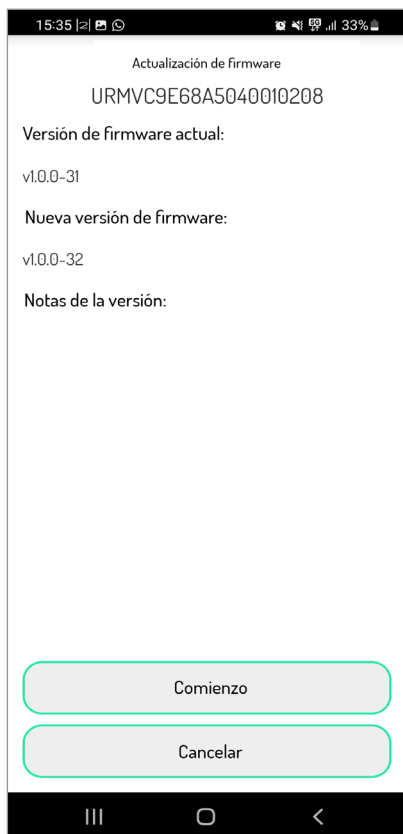 15:35 33%
Actualización de firmware
URMVC9E68A5040010208
Versión de firmware actual:
v1.0.0-31
Nueva versión de firmware:
v1.0.0-32
Notas de la versión:
Comienzo
Cancelar